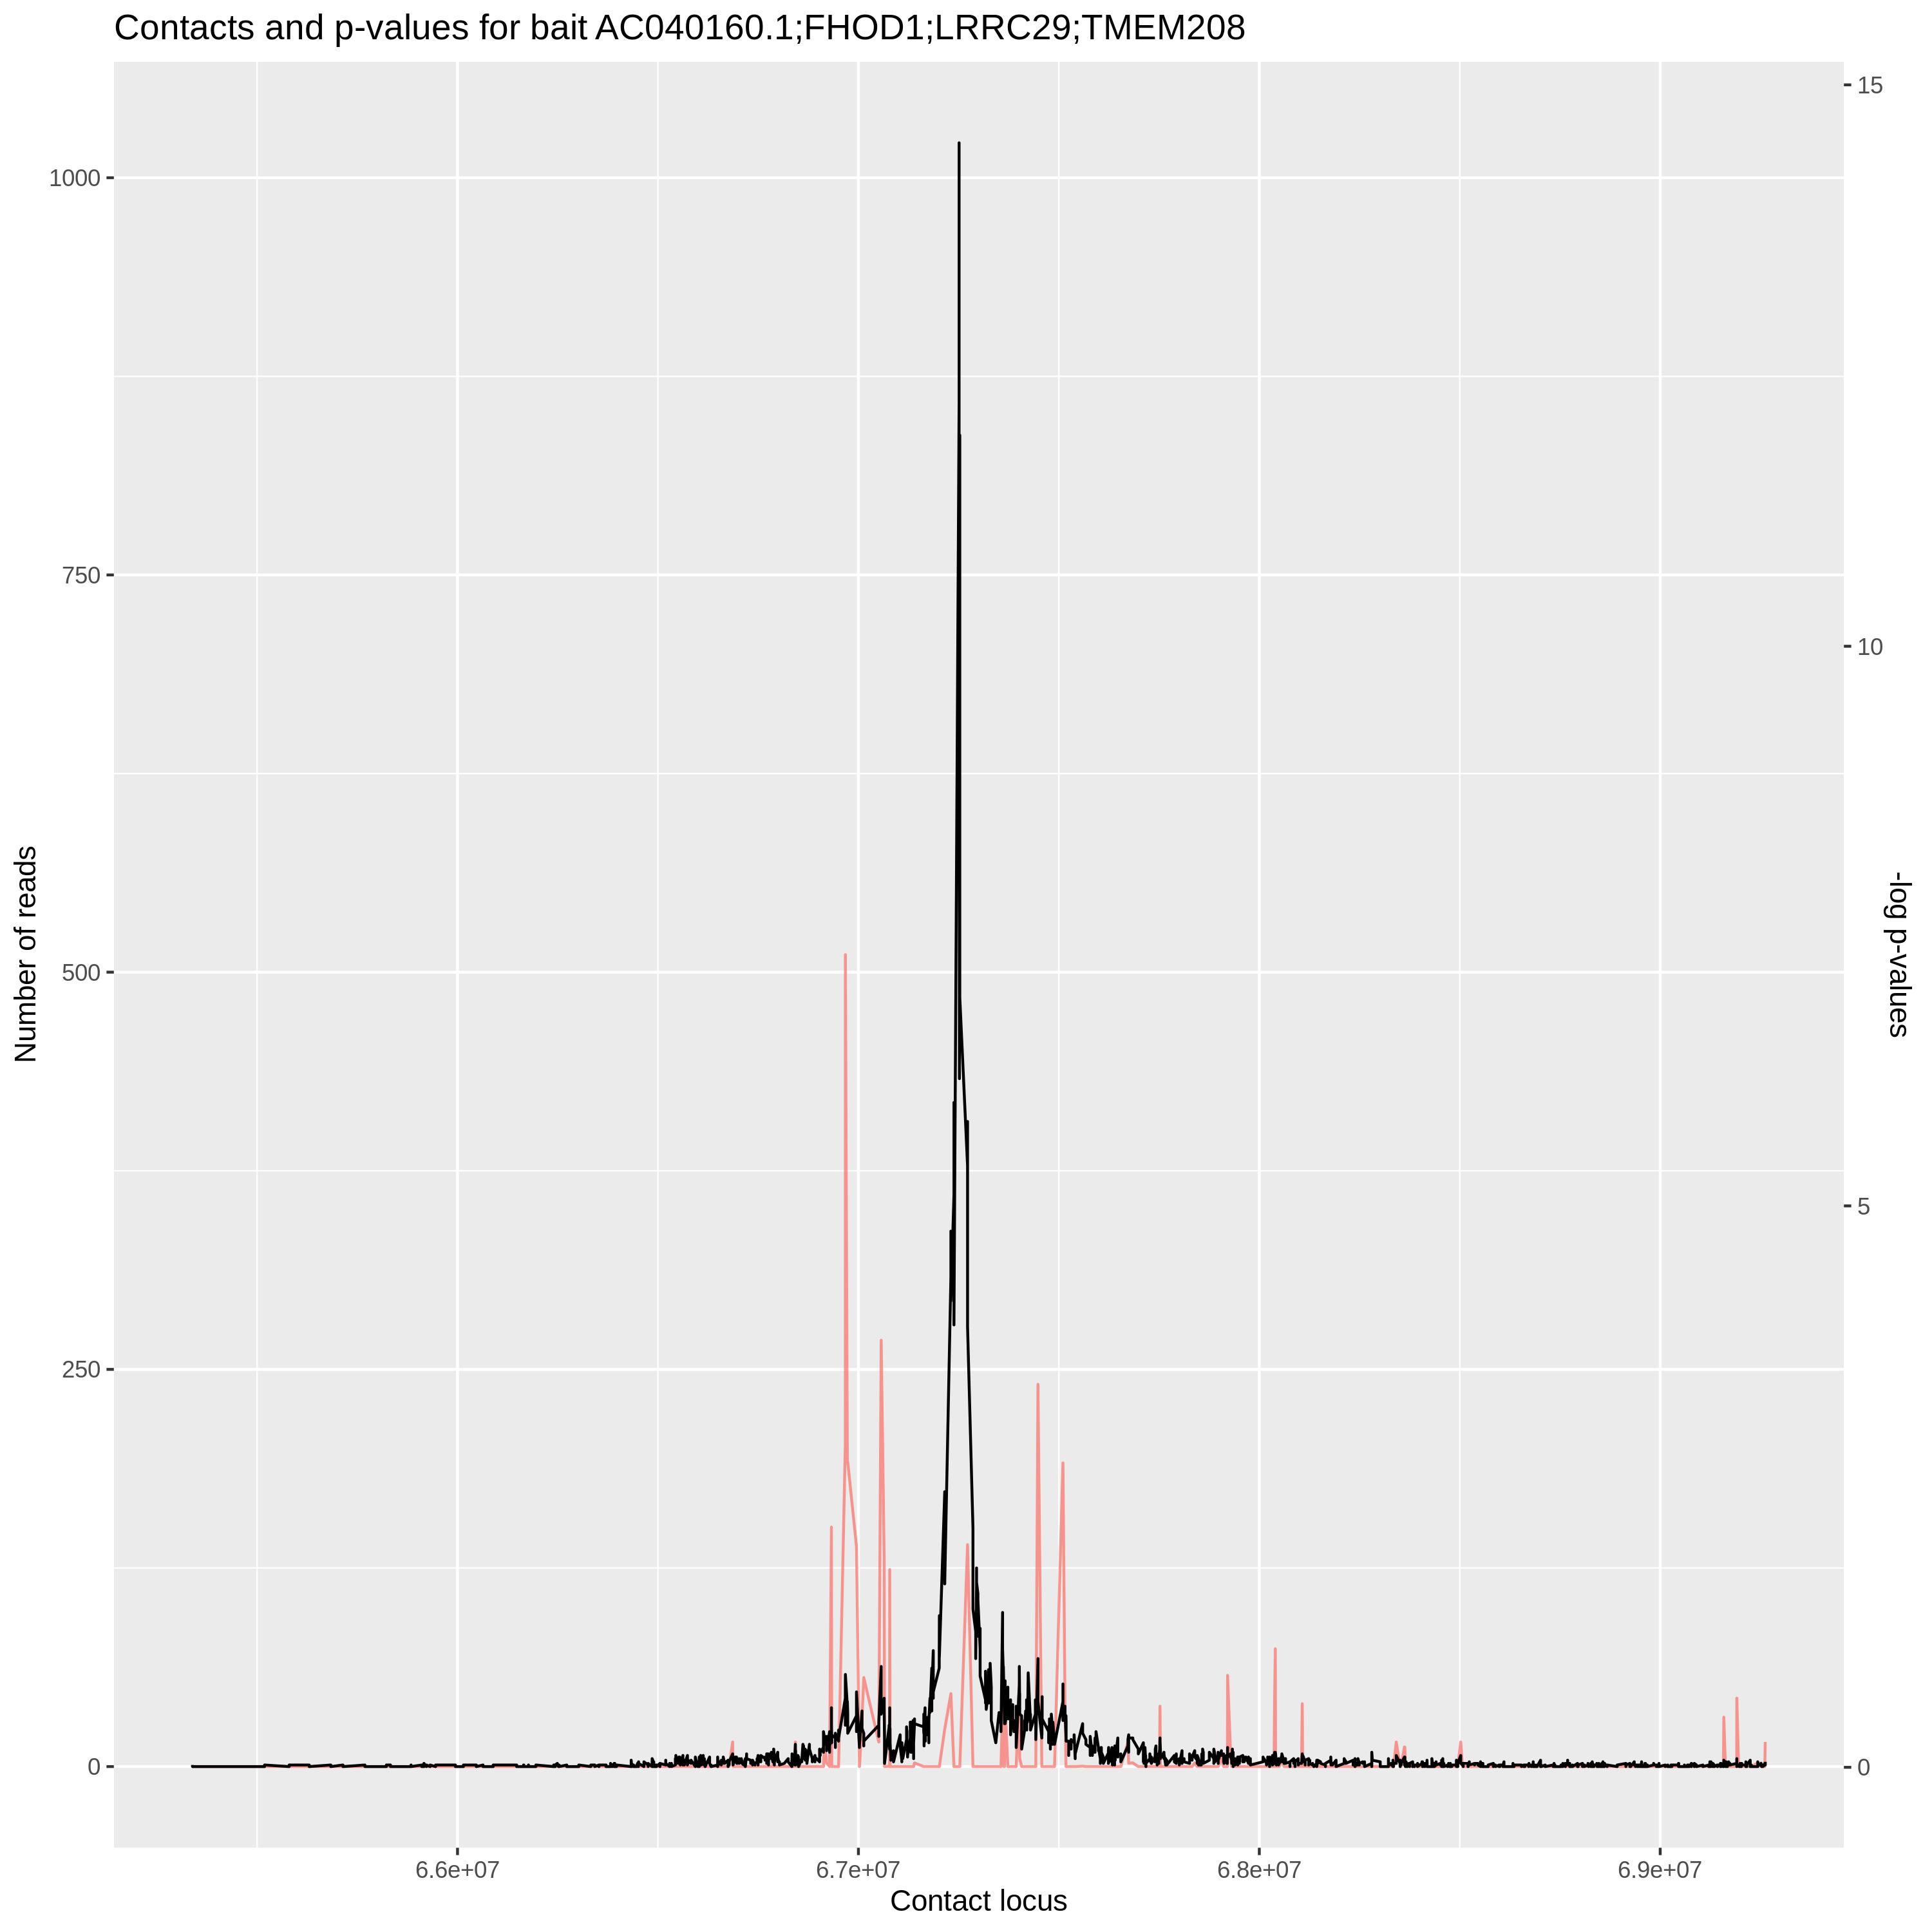 Contacts and p-values for bait AC040160.1;FHOD1;LRRC29;TMEM208
15
1000
750
10
Number of reads
-log p-values
500
5
250
0
0
6.6e+07
6.7e+07
6.8e+07
6.9e+07
Contact locus